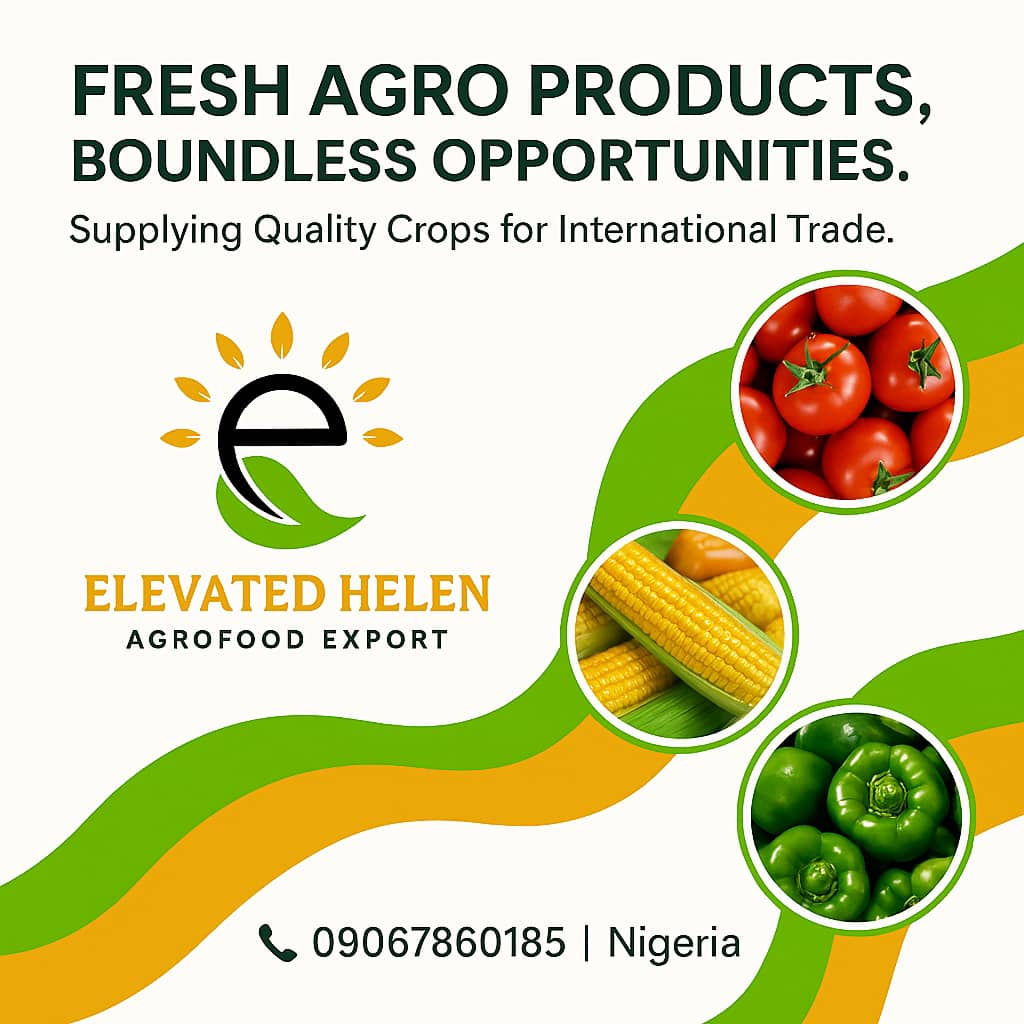 FRESH AGRO PRODUCTS,
BOUNDLESS OPPORTUNITIES.
Supplying Quality Crops for International Trade.
e
ELEVATED HELEN
AGROFOOD EXPORT
09067860185 | Nigeria